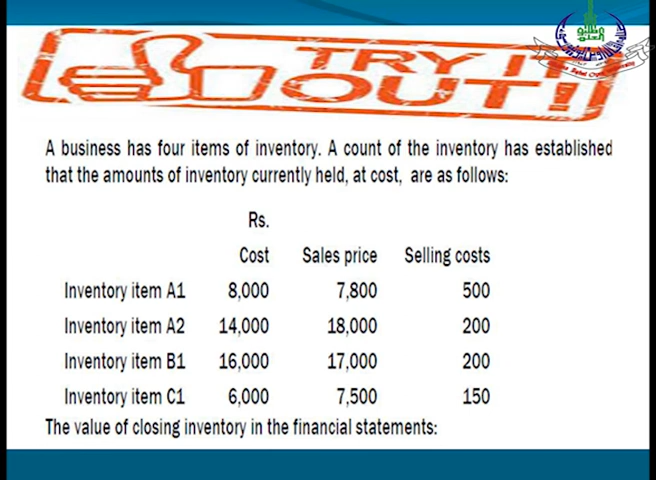 TRY IT
OUT!!
A business has four items of inventory. A count of the inventory has established
that the amounts of inventory currently held, at cost, are as follows:
Rs.
Cost Sales price Selling costs
Inventory item A1 8,000 7,800 500
Inventory item A2 14,000 18,000 200
Inventory item B1 16,000 17,000 200
Inventory item C1 6,000 7,500 150
The value of closing inventory in the financial statements: